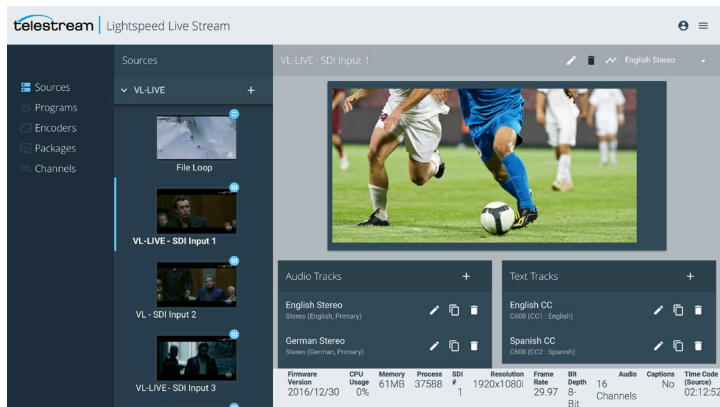 telestream | Lightspeed Live Stream
Sources
Programs
Encoders
Packages
Channels
Sources
VL-LIVE +
File Loop
VL-LIVE - SDI Input 1
VL - SDI Input 2
VL-LIVE - SDI Input 3
VL-LIVE - SDI Input 1
English Stereo
Audio Tracks +
English Stereo
Stereo (English, Primary)
German Stereo
Stereo (German, Primary)
Text Tracks +
English CC
C608 (CC1 : English)
Spanish CC
C608 (CC2 : Spanish)
Firmware Version
2016/12/30
CPU Usage
0%
Memory
61MB
Process
37588
SDI #
1
Resolution
1920x1080i
Frame Rate
29.97
Bit Depth
8-Bit
Audio
16 Channels
Captions
No
Time Code (Source)
02:12:52